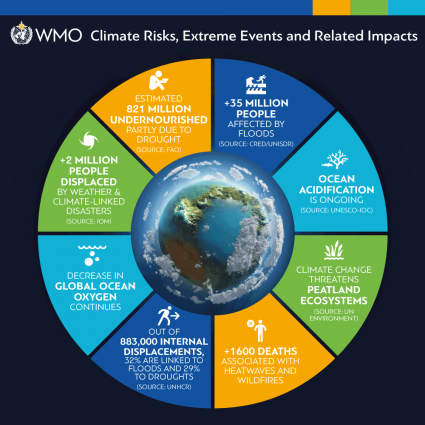 WMO Climate Risks, Extreme Events and Related Impacts
ESTIMATED
821 MILLION
UNDERNOURISHED
PARTLY DUE TO
DROUGHT
(SOURCE: FAO)
+35 MILLION
PEOPLE
AFFECTED BY
FLOODS
(SOURCE: CRED/UNISDR)
OCEAN
ACIDIFICATION
IS ONGOING
(SOURCE: UNESCO-IOC)
CLIMATE CHANGE
THREATENS
PEATLAND
ECOSYSTEMS
(SOURCE: UN
ENVIRONMENT)
+1600 DEATHS
ASSOCIATED WITH
HEATWAVES AND
WILDFIRES
OUT OF
883,000 INTERNAL
DISPLACEMENTS,
32% ARE LINKED TO
FLOODS AND 29%
TO DROUGHTS
(SOURCE: UNHCR)
DECREASE IN
GLOBAL OCEAN
OXYGEN
CONTINUES
+2 MILLION
PEOPLE
DISPLACED
BY WEATHER &
CLIMATE-LINKED
DISASTERS
(SOURCE: IOM)